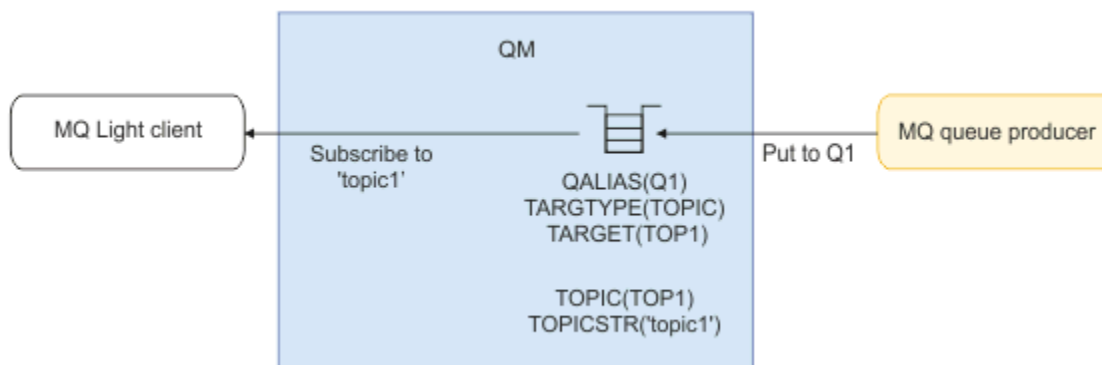 QM
MQ Light client
MQ queue producer
Subscribe to
'topic1'
Put to Q1
QALIAS(Q1)
TARGTYPE(TOPIC)
TARGET(TOP1)
TOPIC(TOP1)
TOPICSTR('topic1')